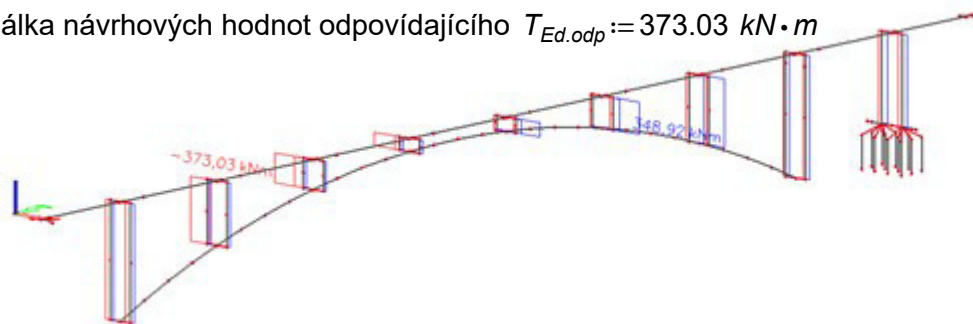 álka návrhových hodnot odpovídajícího T_Ed.odp := 373.03 kN·m
-373,03 kNm
348,92 kNm